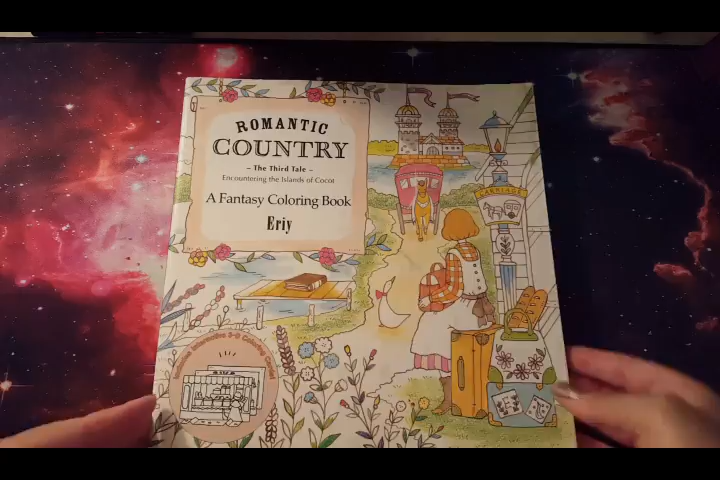 ROMANTIC
COUNTRY
– The Third Tale –
Encountering the Islands of Cocot
A Fantasy Coloring Book
Eriy
CARRIAGE